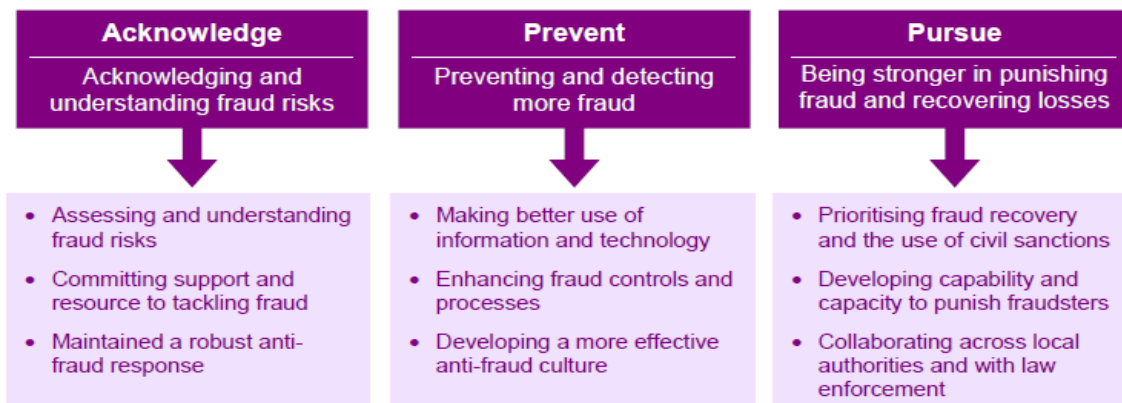 Acknowledge
Acknowledging and
understanding fraud risks
• Assessing and understanding
fraud risks
• Committing support and
resource to tackling fraud
• Maintained a robust anti-
fraud response
Prevent
Preventing and detecting
more fraud
• Making better use of
information and technology
• Enhancing fraud controls and
processes
• Developing a more effective
anti-fraud culture
Pursue
Being stronger in punishing
fraud and recovering losses
• Prioritising fraud recovery
and the use of civil sanctions
• Developing capability and
capacity to punish fraudsters
• Collaborating across local
authorities and with law
enforcement